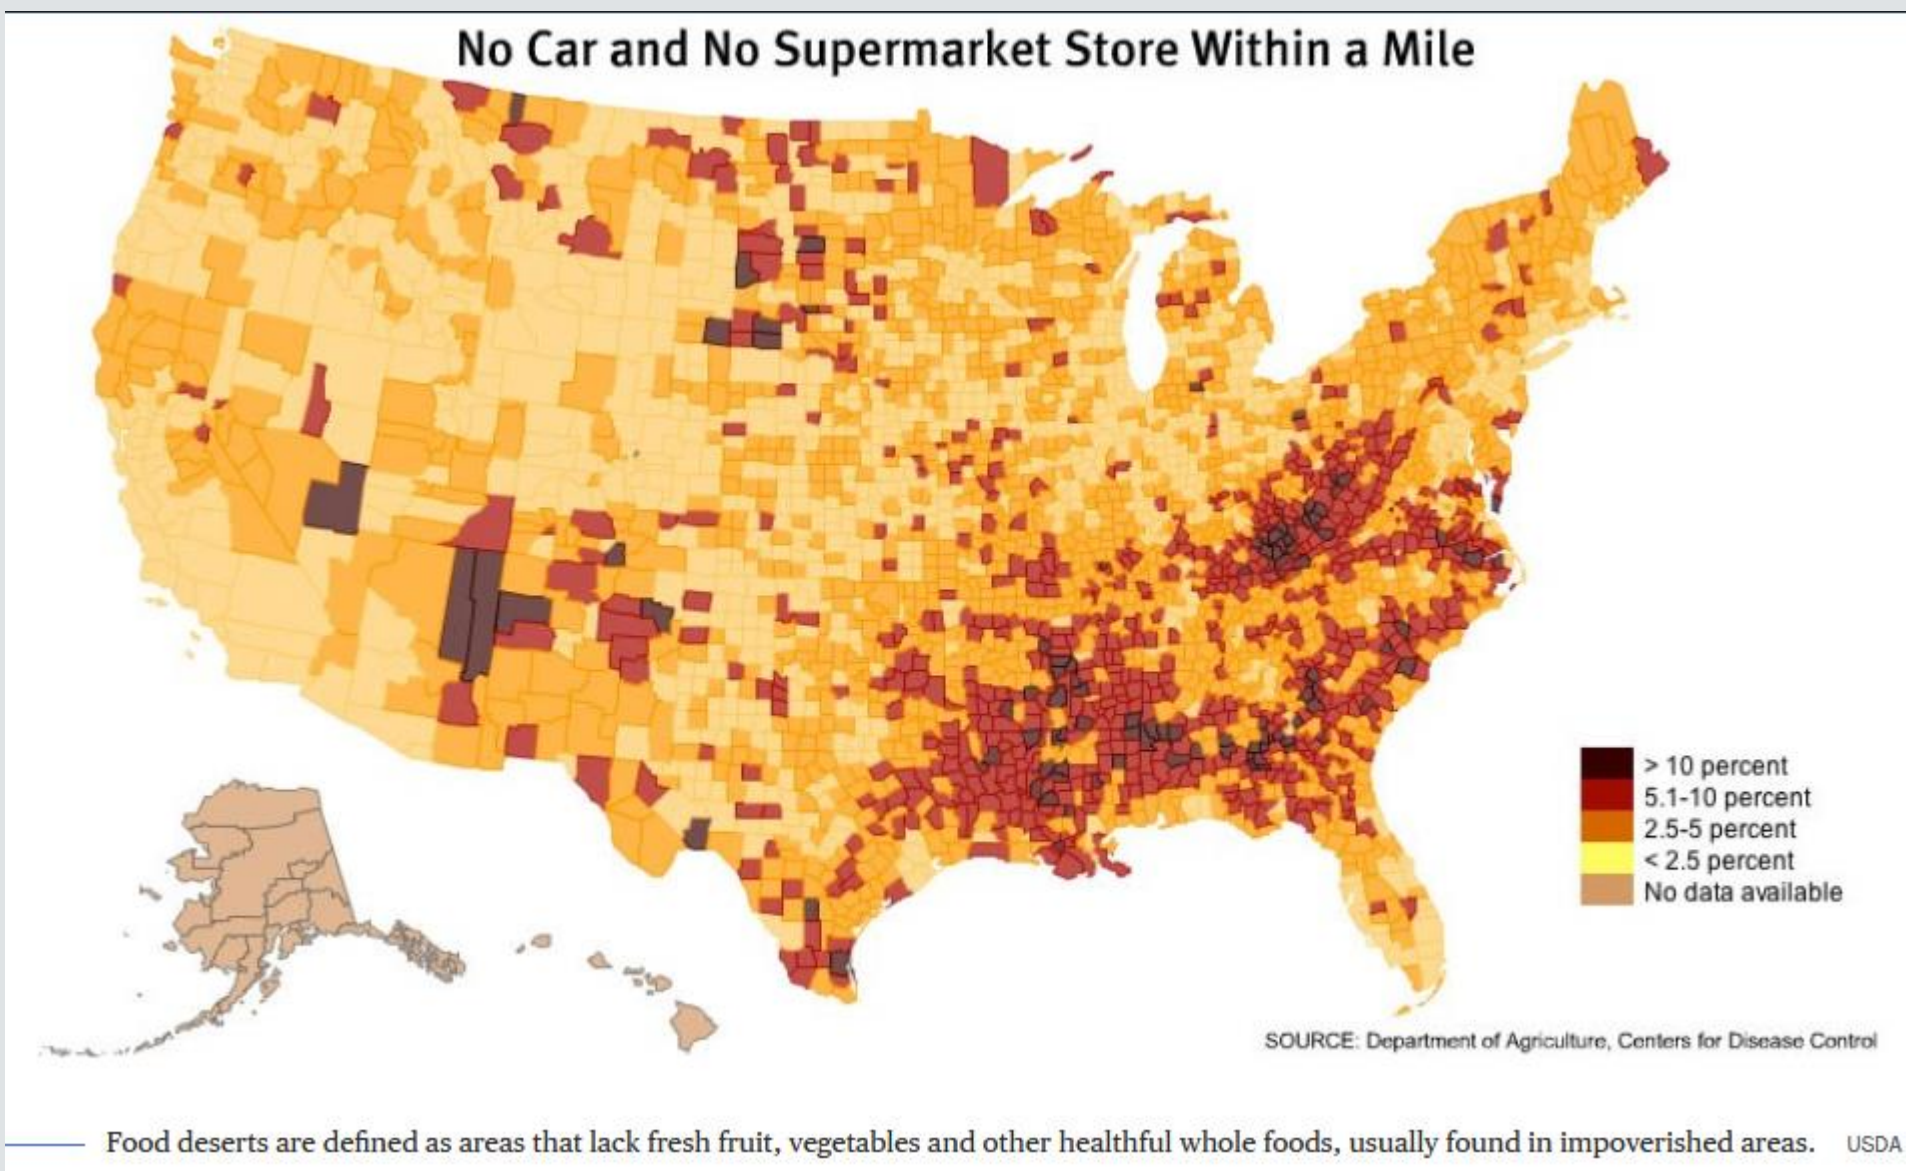 No Car and No Supermarket Store Within a Mile
> 10 percent
5.1-10 percent
2.5-5 percent
< 2.5 percent
No data available
SOURCE: Department of Agriculture, Centers for Disease Control
Food deserts are defined as areas that lack fresh fruit, vegetables and other healthful whole foods, usually found in impoverished areas. USDA